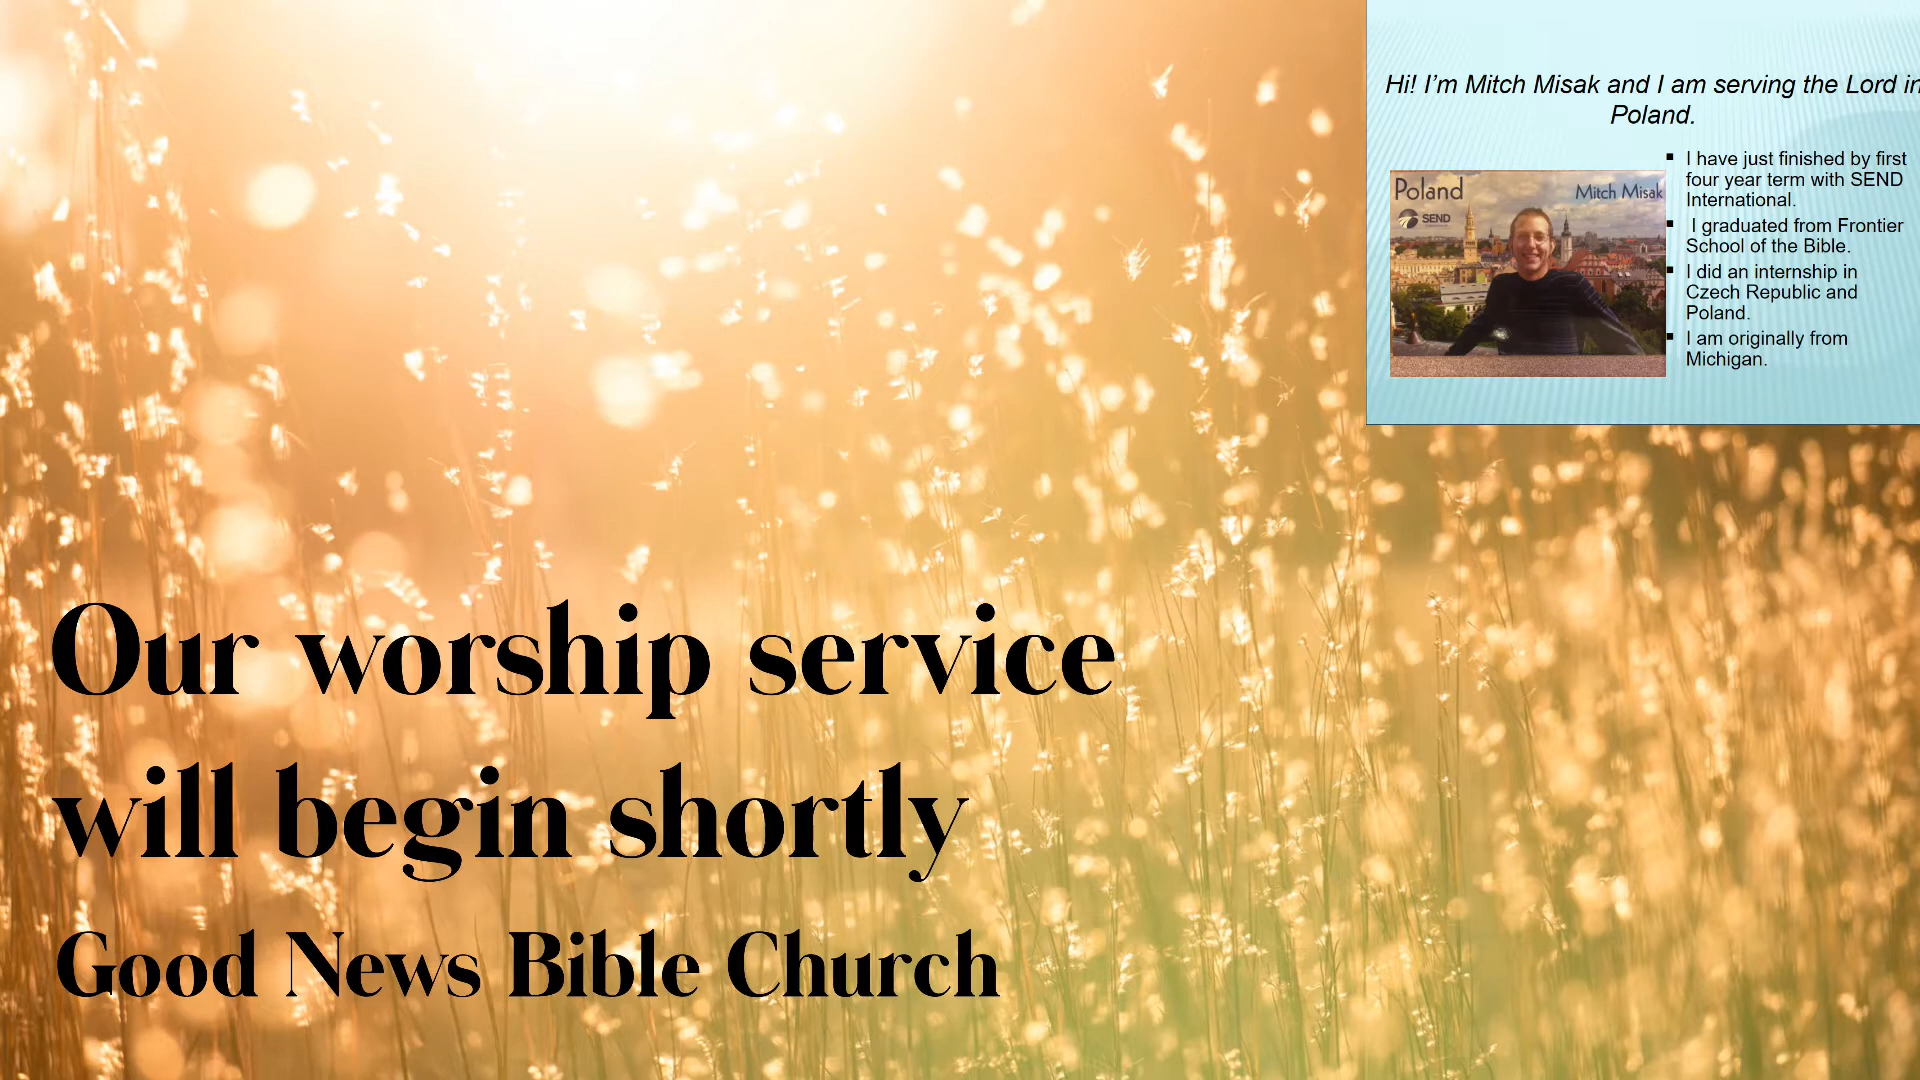 Hi! I’m Mitch Misak and I am serving the Lord in
Poland.
Poland
Mitch Misak
SEND
▪ I have just finished by first
four year term with SEND
International.
▪ I graduated from Frontier
School of the Bible.
▪ I did an internship in
Czech Republic and
Poland.
▪ I am originally from
Michigan.
Our worship service
will begin shortly
Good News Bible Church